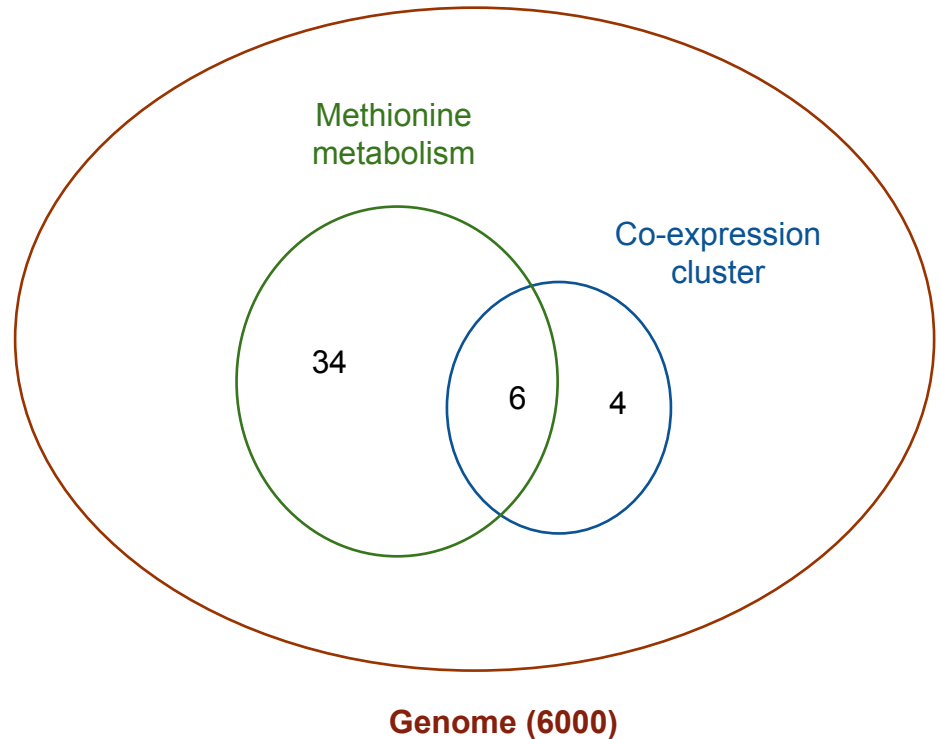 Methionine
metabolism
Co-expression
cluster
34
6
4
Genome (6000)